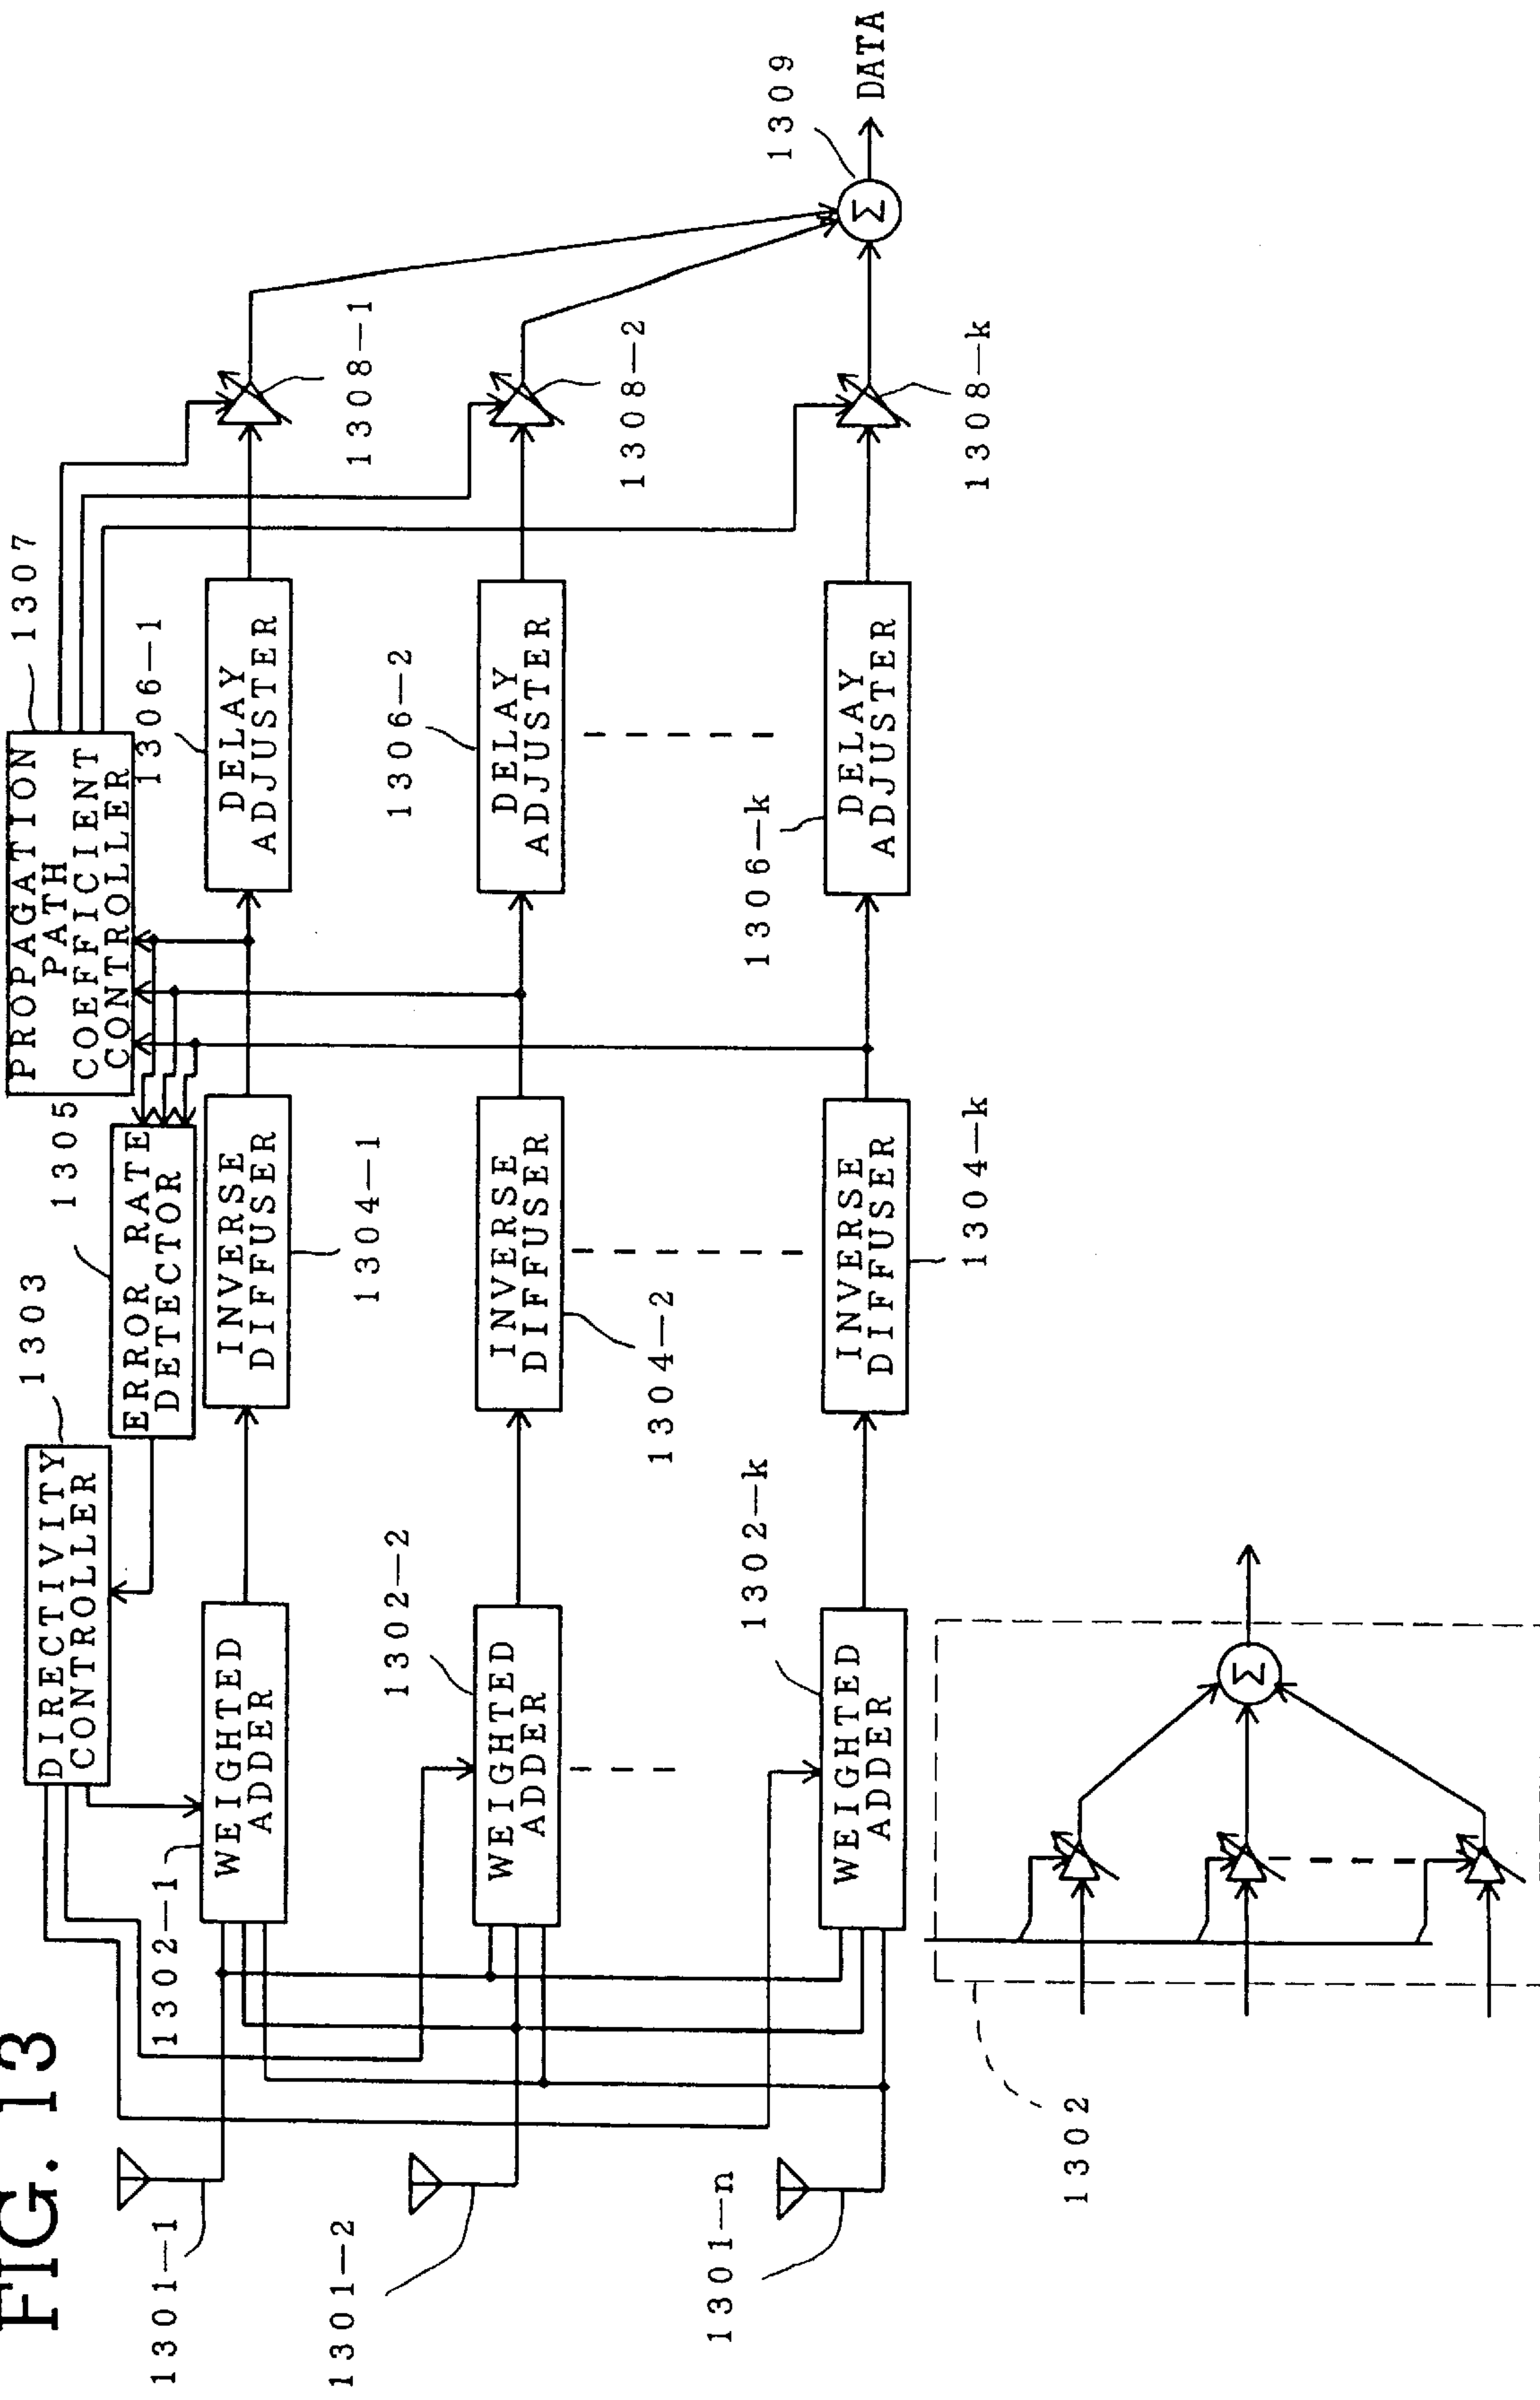 FIG. 13
1301—1
1301—2
1301—n
DIRECTIVITY
CONTROLLER
1303
1302—1
WEIGHTED
ADDER
1302—2
WEIGHTED
ADDER
1302—k
WEIGHTED
ADDER
ERROR RATE
DETECTOR
1305
INVERSE
DIFFUSER
1304—1
INVERSE
DIFFUSER
1304—2
INVERSE
DIFFUSER
1304—k
PROPAGATION
PATH
COEFFICIENT
CONTROLLER
1307
1306—1
DELAY
ADJUSTER
1306—2
DELAY
ADJUSTER
1306—k
DELAY
ADJUSTER
1308—1
1308—2
1308—k
Σ
1309
DATA
1302
Σ